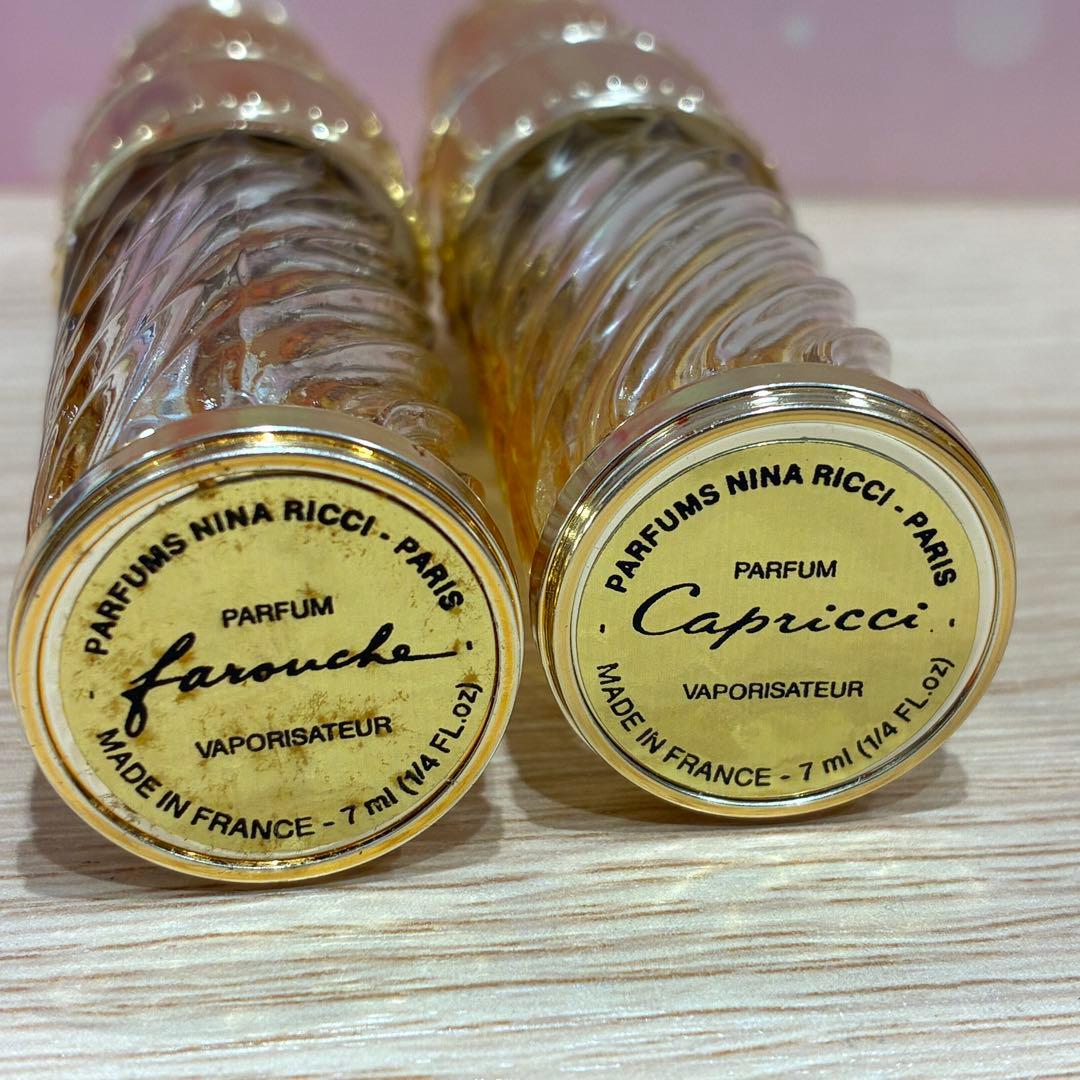 PARFUMS NINA RICCI - PARIS
PARFUM
farouche
VAPORISATEUR
MADE IN FRANCE - 7 ml (1/4 FL.oz)
PARFUMS NINA RICCI - PARIS
PARFUM
Capricci
VAPORISATEUR
MADE IN FRANCE - 7 ml (1/4 FL.oz)